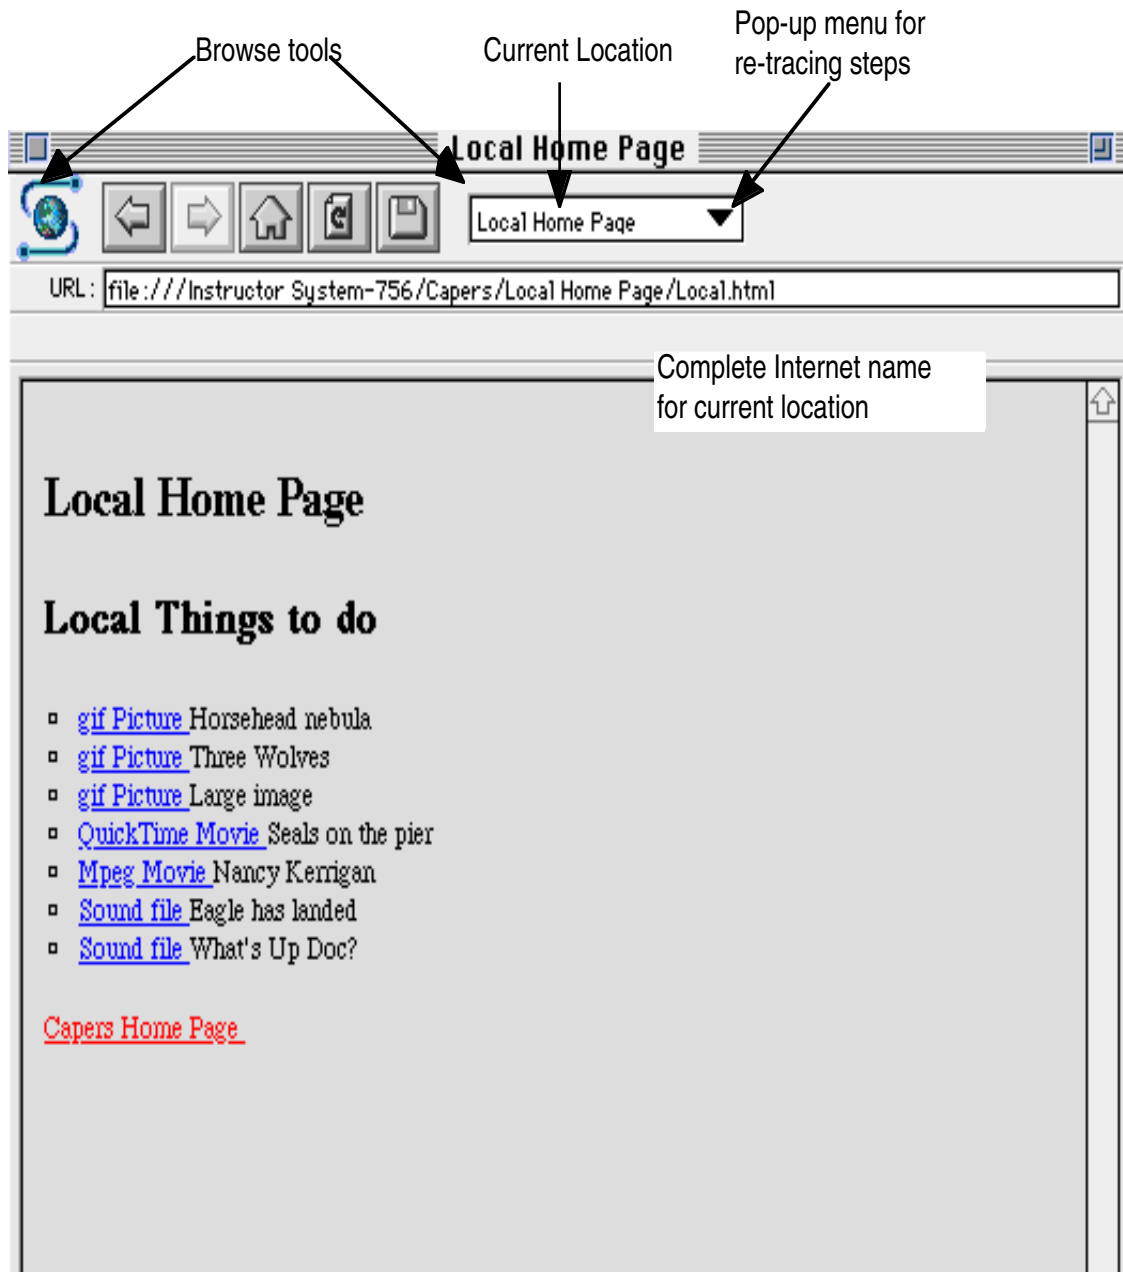 Browse tools
Current Location
Pop-up menu for
re-tracing steps
Local Home Page
Local Home Page
URL: file:///Instructor System-756/Capers/Local Home Page/Local.html
Complete Internet name
for current location
Local Home Page
Local Things to do
gif Picture Horsehead nebula
gif Picture Three Wolves
gif Picture Large image
QuickTime Movie Seals on the pier
Mpeg Movie Nancy Kerrigan
Sound file Eagle has landed
Sound file What's Up Doc?
Capers Home Page